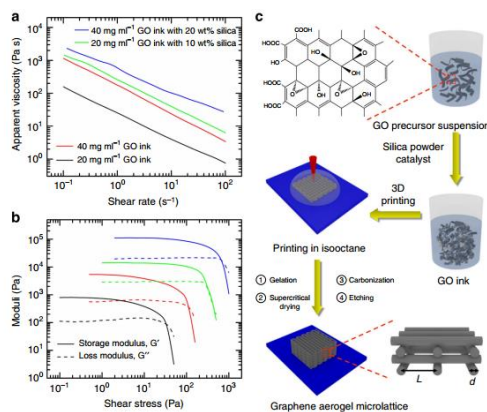 a
Apparent viscosity (Pa s)
10⁴
10³
10²
10¹
10⁰
40 mg ml⁻¹ GO ink with 20 wt% silica
20 mg ml⁻¹ GO ink with 10 wt% silica
40 mg ml⁻¹ GO ink
20 mg ml⁻¹ GO ink
10⁻¹ 10⁰ 10¹ 10²
Shear rate (s⁻¹)
b
Moduli (Pa)
10⁵
10⁴
10³
10²
10¹
10⁰
Storage modulus, G′
Loss modulus, G″
10⁻¹ 10⁰ 10¹ 10² 10³
Shear stress (Pa)
c
COOH
HOOC
HO
HOOC
HOOC
O
HO
OH
O
O
OH
OH
O
GO precursor suspension
Silica powder
catalyst
3D
printing
Printing in isooctane
GO ink
① Gelation
③ Carbonization
② Supercritical
drying
④ Etching
Graphene aerogel microlattice
L
d